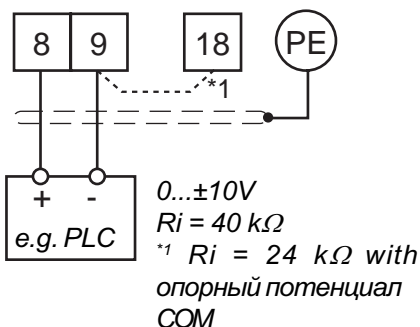 8 9 18 PE
*1
+ -
e.g. PLC
0...±10V
Ri = 40 kΩ
*1 Ri = 24 kΩ with
опорный потенциал
COM